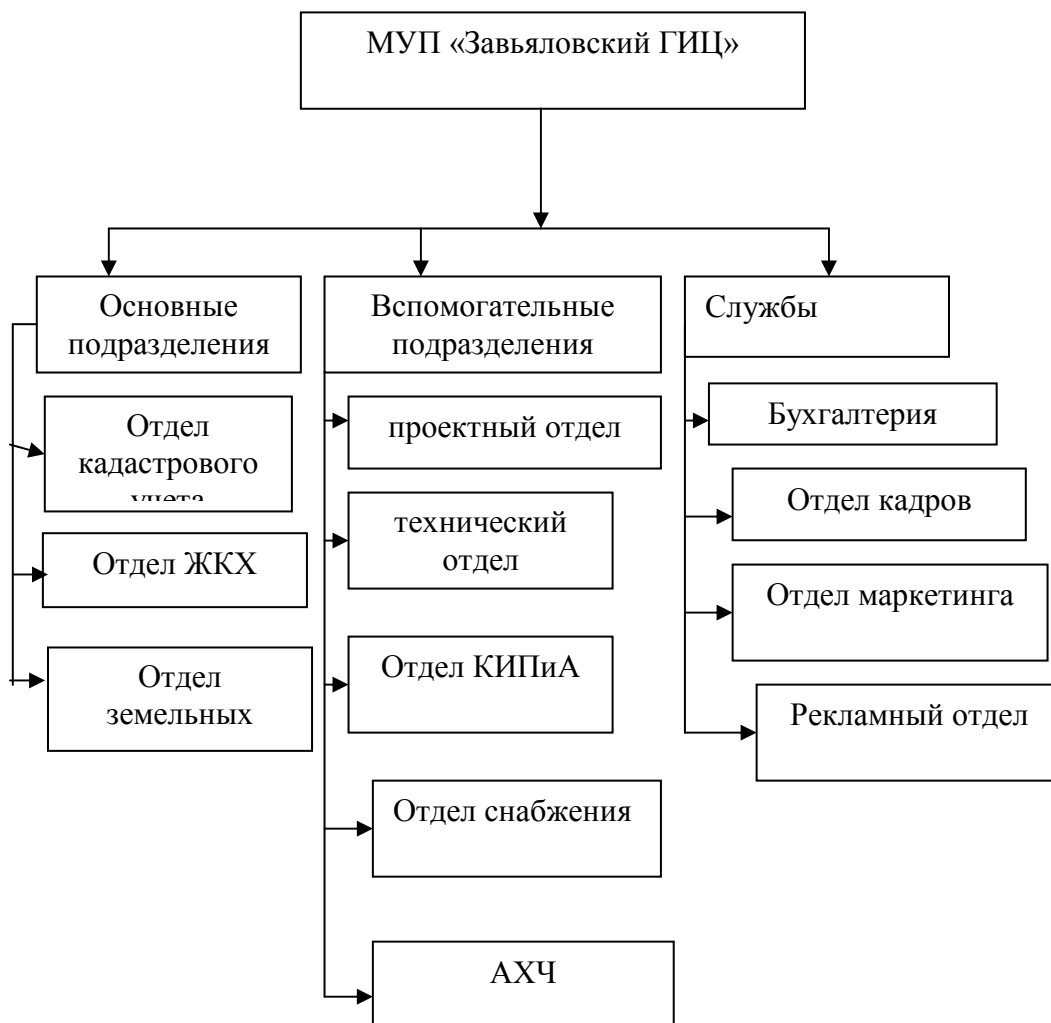 МУП «Завьяловский ГИЦ»
Основные
подразделения
Отдел
кадастрового
учета
Отдел ЖКХ
Отдел
земельных
Вспомогательные
подразделения
проектный отдел
технический
отдел
Отдел КИПиА
Отдел снабжения
АХЧ
Службы
Бухгалтерия
Отдел кадров
Отдел маркетинга
Рекламный отдел